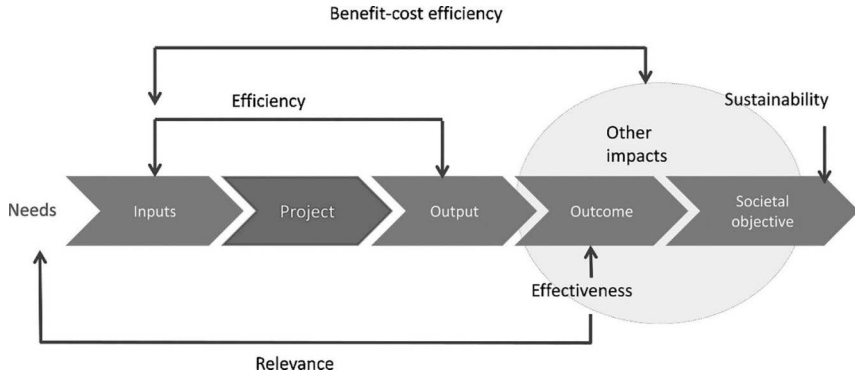 Benefit-cost efficiency
Efficiency
Sustainability
Other
impacts
Needs
Inputs
Project
Output
Outcome
Societal
objective
Effectiveness
Relevance